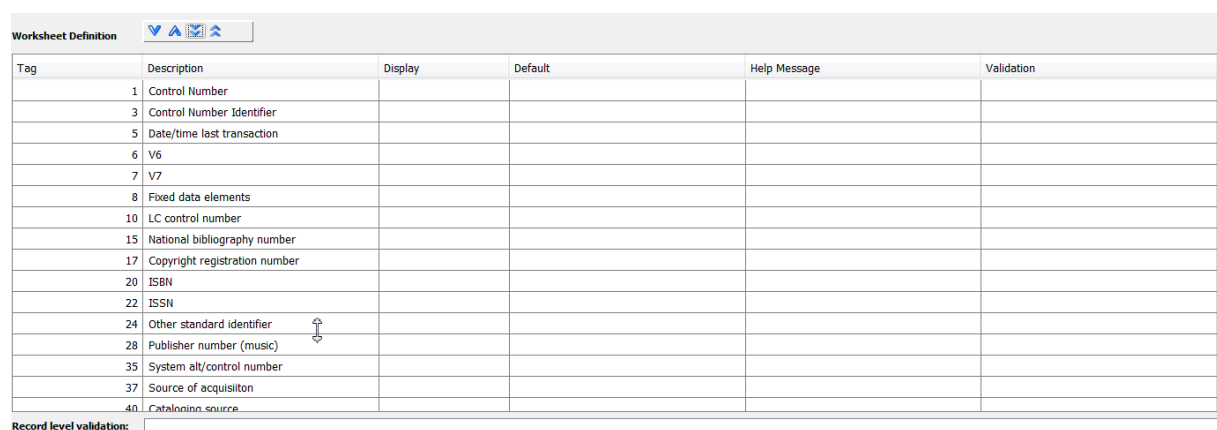 Worksheet Definition
Tag Description Display Default Help Message Validation
1 Control Number
3 Control Number Identifier
5 Date/time last transaction
6 V6
7 V7
8 Fixed data elements
10 LC control number
15 National bibliography number
17 Copyright registration number
20 ISBN
22 ISSN
24 Other standard identifier
28 Publisher number (music)
35 System alt/control number
37 Source of acquisiiton
40 Cataloging source
Record level validation: